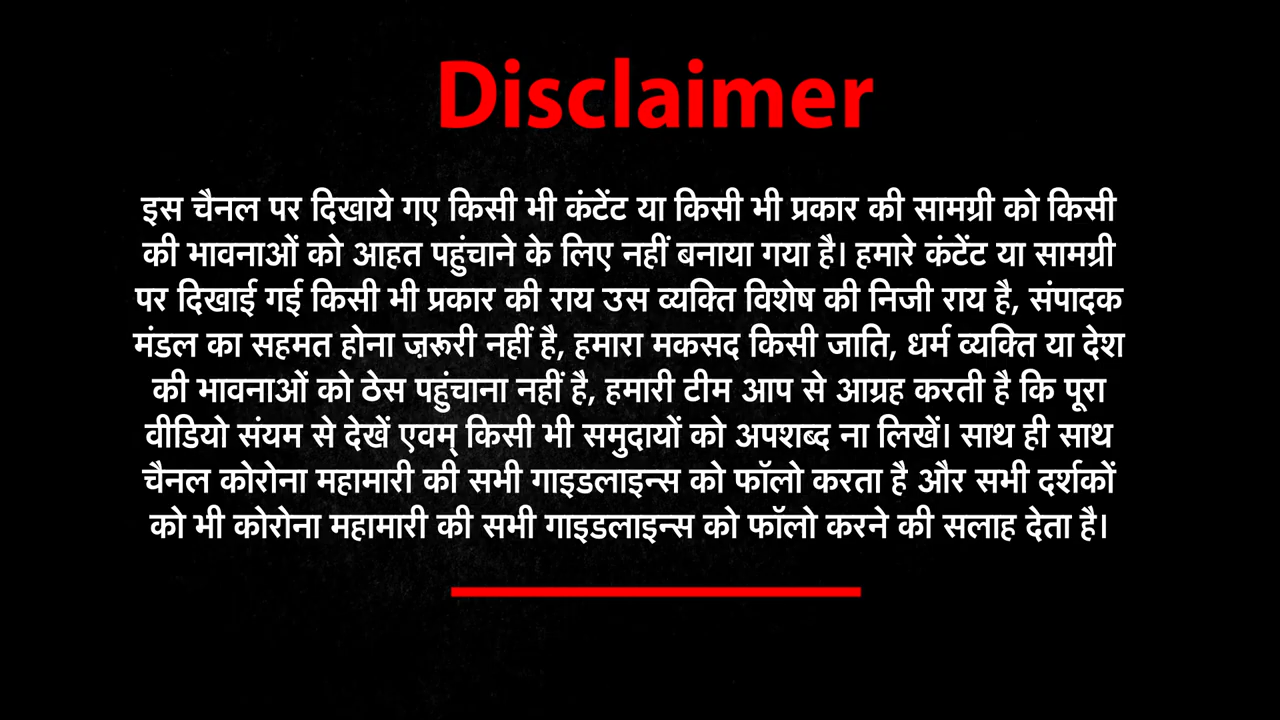 Disclaimer
इस चैनल पर दिखाये गए किसी भी कंटेंट या किसी भी प्रकार की सामग्री को किसी
की भावनाओं को आहत पहुंचाने के लिए नहीं बनाया गया है। हमारे कंटेंट या सामग्री
पर दिखाई गई किसी भी प्रकार की राय उस व्यक्ति विशेष की निजी राय है, संपादक
मंडल का सहमत होना ज़रूरी नहीं है, हमारा मकसद किसी जाति, धर्म व्यक्ति या देश
की भावनाओं को ठेस पहुंचाना नहीं है, हमारी टीम आप से आग्रह करती है कि पूरा
वीडियो संयम से देखें एवम् किसी भी समुदायों को अपशब्द ना लिखें। साथ ही साथ
चैनल कोरोना महामारी की सभी गाइडलाइन्स को फॉलो करता है और सभी दर्शकों
को भी कोरोना महामारी की सभी गाइडलाइन्स को फॉलो करने की सलाह देता है।